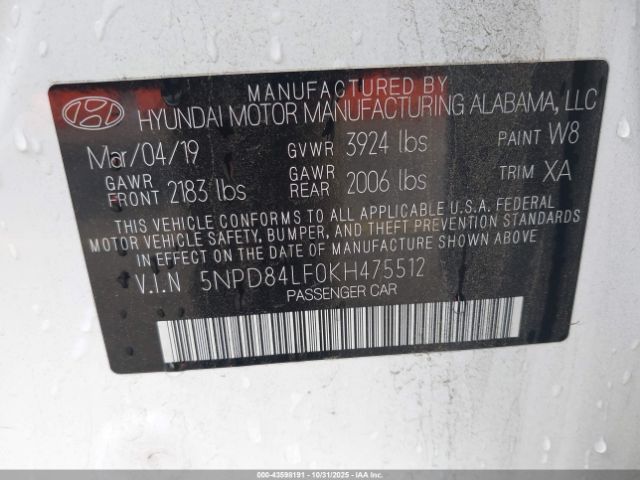 MANUFACTURED BY
HYUNDAI MOTOR MANUFACTURING ALABAMA, LLC
Mar/04/19 GVWR 3924 lbs PAINT W8
GAWR FRONT 2183 lbs GAWR REAR 2006 lbs TRIM XA
THIS VEHICLE CONFORMS TO ALL APPLICABLE U.S.A. FEDERAL
MOTOR VEHICLE SAFETY, BUMPER, AND THEFT PREVENTION STANDARDS
IN EFFECT ON THE DATE OF MANUFACTURE SHOWN ABOVE.
V.I.N 5NPD84LF0KH475512
PASSENGER CAR
000-43598191 - 10/31/2025 - IAA Inc.